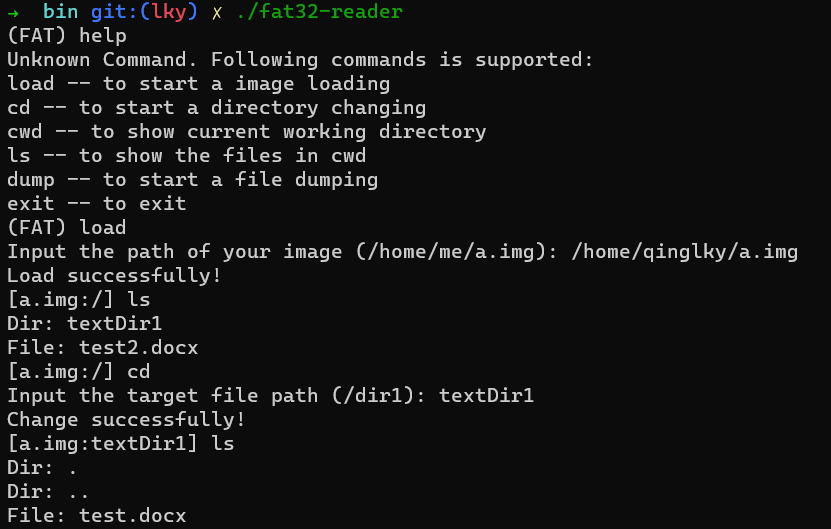 → bin git:(lky) ✗ ./fat32-reader
(FAT) help
Unknown Command. Following commands is supported:
load -- to start a image loading
cd -- to start a directory changing
cwd -- to show current working directory
ls -- to show the files in cwd
dump -- to start a file dumping
exit -- to exit
(FAT) load
Input the path of your image (/home/me/a.img): /home/qinglky/a.img
Load successfully!
[a.img:/] ls
Dir: textDir1
File: test2.docx
[a.img:/] cd
Input the target file path (/dir1): textDir1
Change successfully!
[a.img:textDir1] ls
Dir: .
Dir: ..
File: test.docx